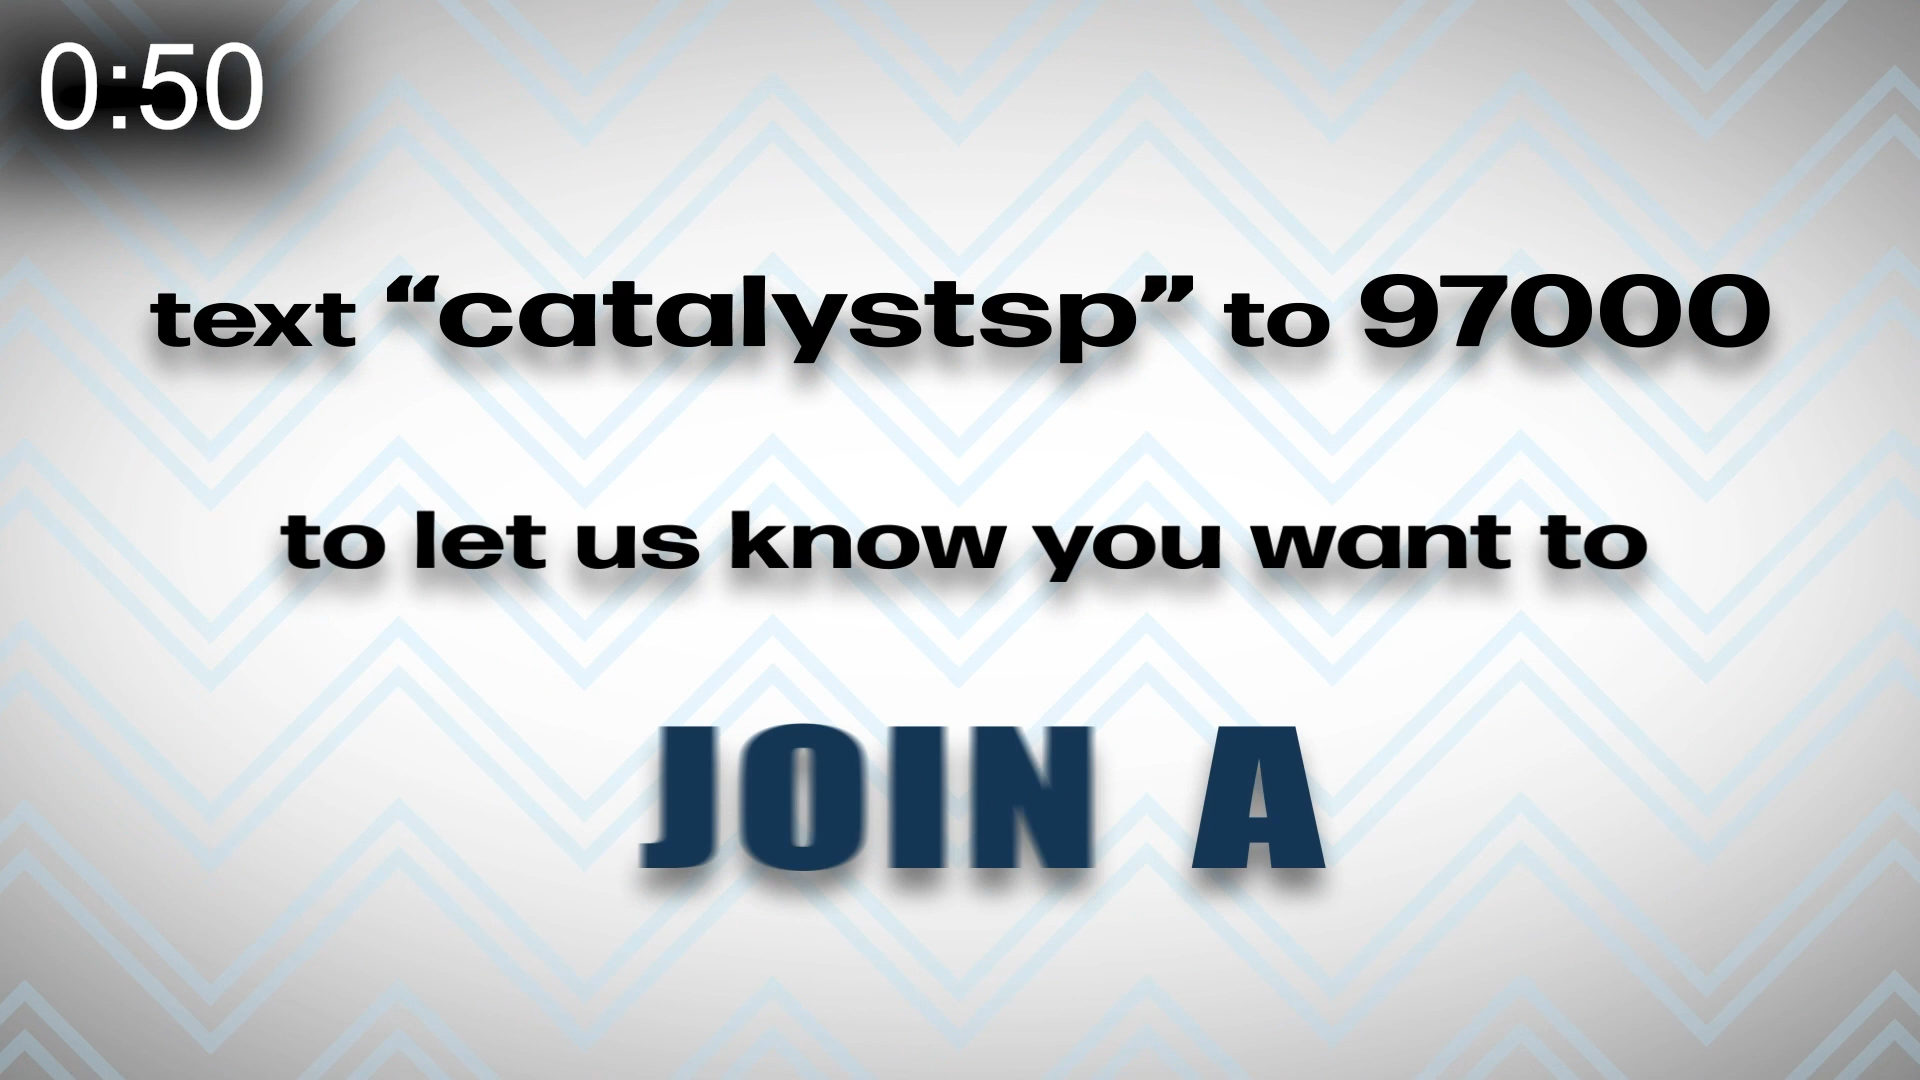 0:50
text “catalystsp” to 97000
to let us know you want to
JOIN A